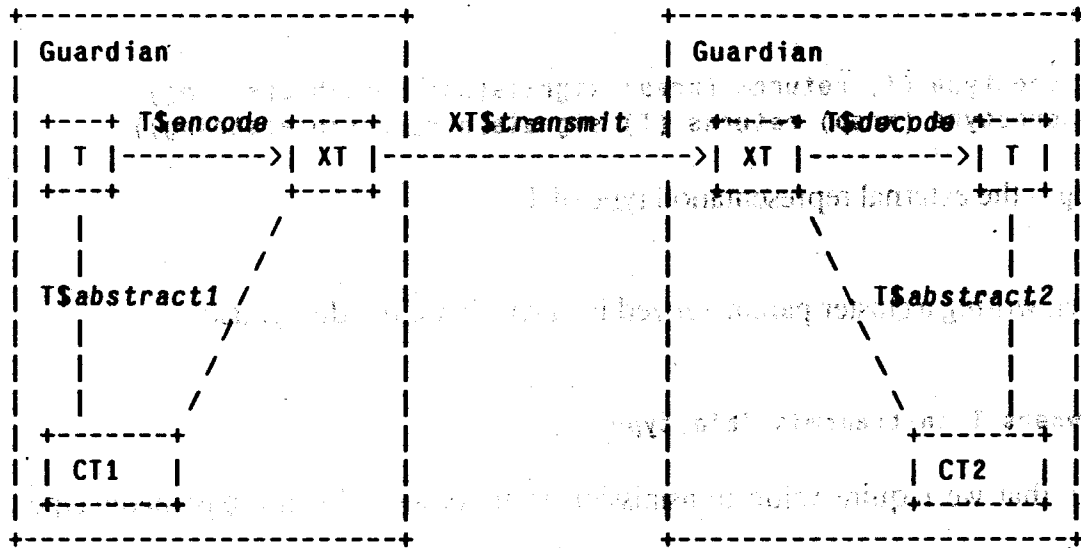 Guardian Guardian
T$encode XT$transmit T$decode
T XT XT T
T$abstract1 T$abstract2
CT1 CT2